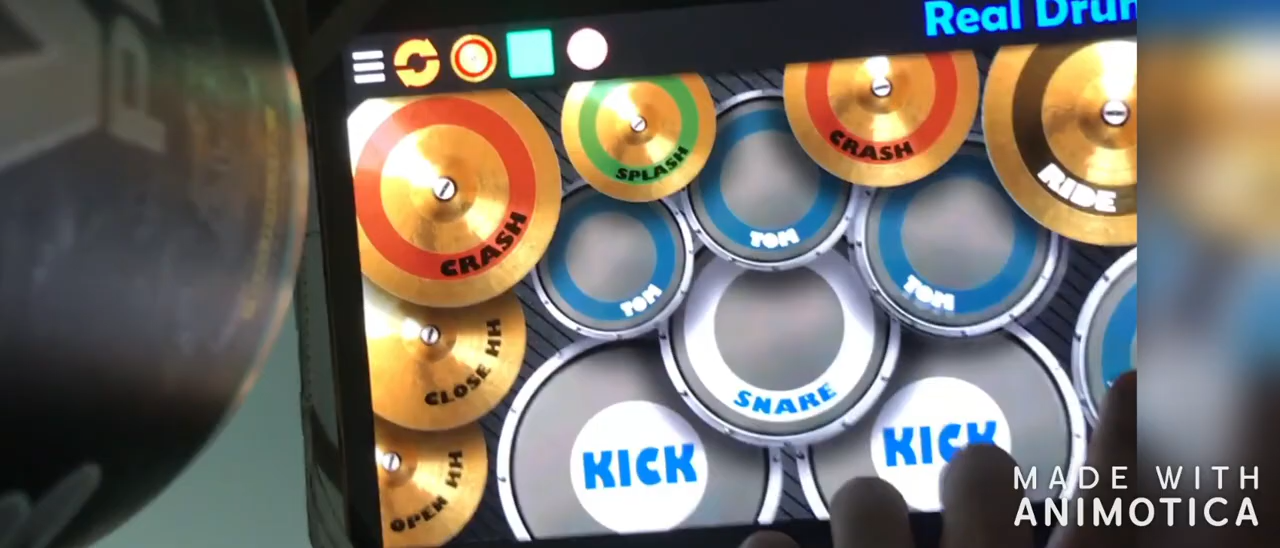 Real Drum
CRASH
SPLASH
CRASH
RIDE
TOM
TOM
TOM
CLOSE HH
SNARE
OPEN HH
KICK
KICK
MADE WITH
ANIMOTICA